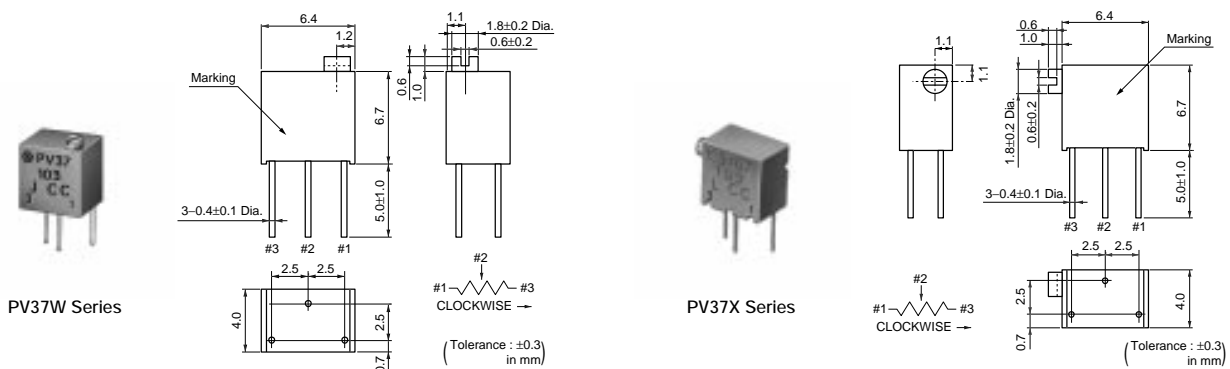 6.4
1.2
1.1
1.8±0.2 Dia.
0.6±0.2
0.6
1.0
Marking
6.7
5.0±1.0
3–0.4±0.1 Dia.
#3 #2 #1
PV37
103
J CC
3 1
PV37W Series
2.5 2.5
4.0
2.5
0.7
#2
#1 #3
CLOCKWISE
(Tolerance : ±0.3
in mm)
1.1
1.1
6.4
0.6
1.0
Marking
1.8±0.2 Dia.
0.6±0.2
6.7
5.0±1.0
3–0.4±0.1 Dia.
#3 #2 #1
PV37X Series
#2
#1 #3
CLOCKWISE
2.5 2.5
2.5
0.7
4.0
(Tolerance : ±0.3
in mm)